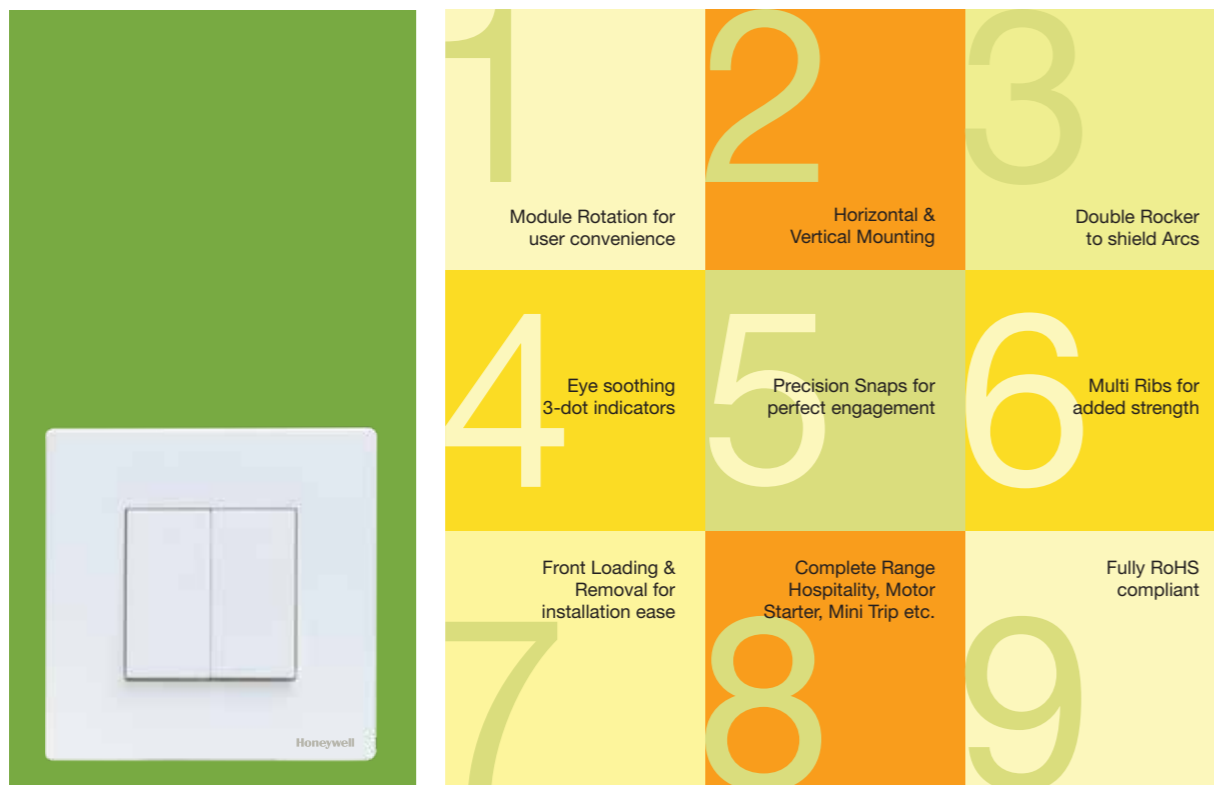 1
Module Rotation for
user convenience
2
Horizontal &
Vertical Mounting
3
Double Rocker
to shield Arcs
4
Eye soothing
3-dot indicators
5
Precision Snaps for
perfect engagement
6
Multi Ribs for
added strength
7
Front Loading &
Removal for
installation ease
8
Complete Range
Hospitality, Motor
Starter, Mini Trip etc.
9
Fully RoHS
compliant
Honeywell